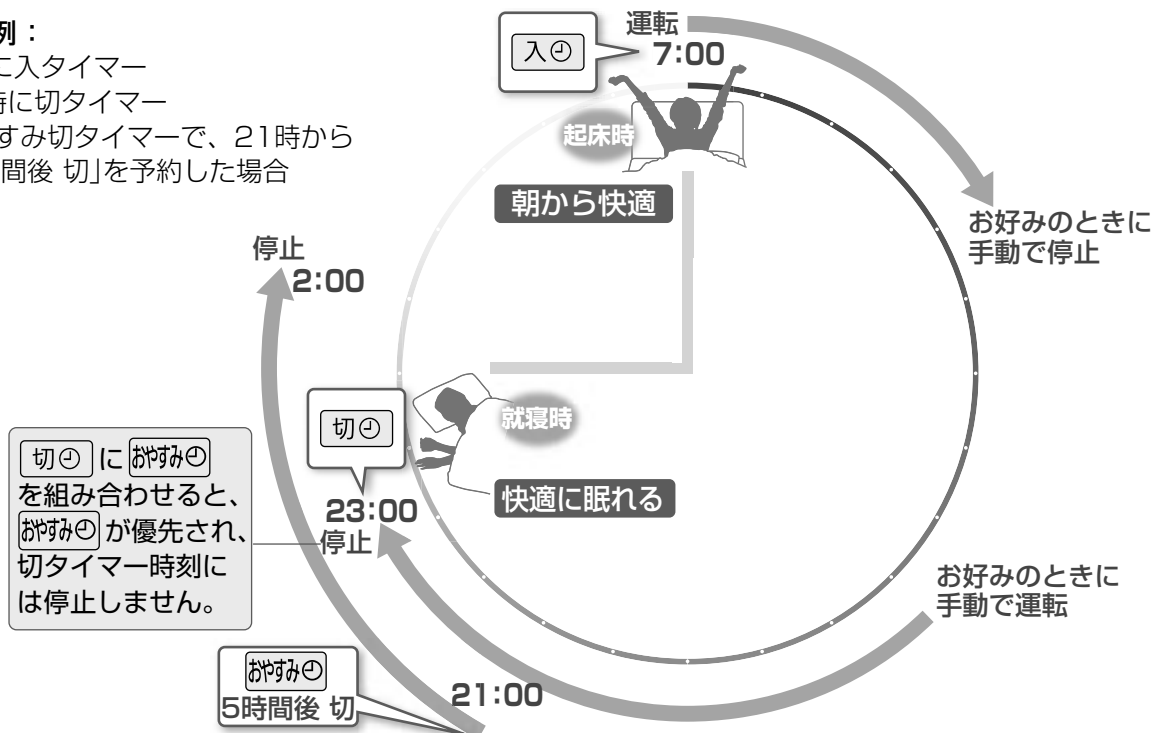 例：
に入タイマー
時に切タイマー
すみ切タイマーで、21時から
間後 切」を予約した場合
入
運転
7:00
起床時
朝から快適
お好みのときに
手動で停止
停止
2:00
切
就寝時
快適に眠れる
23:00
停止
切 に おやすみ
を組み合わせると、
おやすみ が優先され、
切タイマー時刻に
は停止しません。
お好みのときに
手動で運転
おやすみ
5時間後 切
21:00